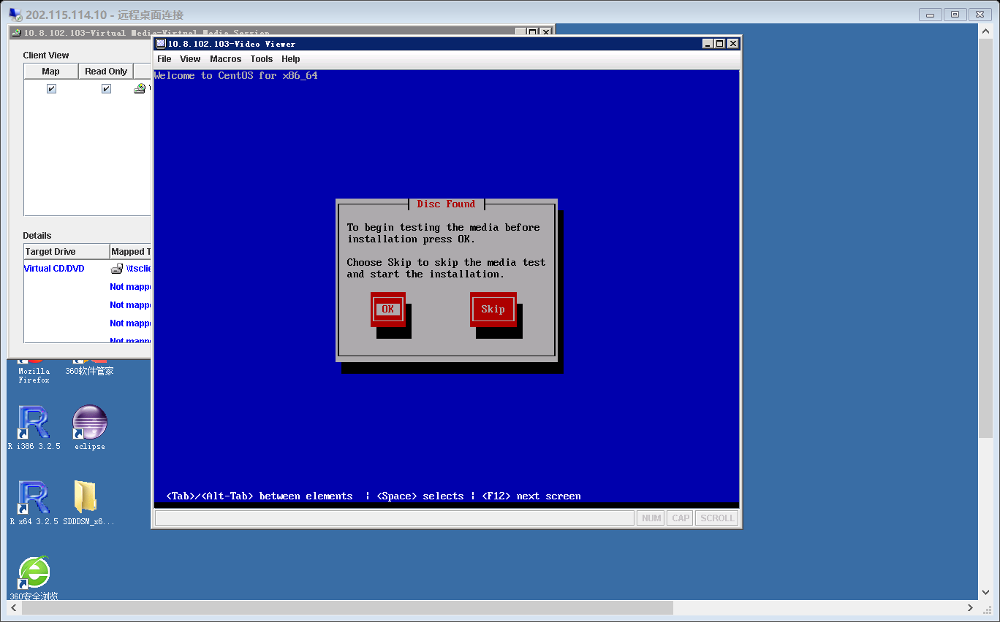 202.115.114.10 - 远程桌面连接
10.8.102.103-Virtual Media-Virtual Media Session
Client View
Map Read Only
Details
Target Drive Mapped T
Virtual CD/DVD \\tsclie
Not mapp
Not mapp
Not mapp
Not mapp
10.8.102.103-Video Viewer
File View Macros Tools Help
Welcome to CentOS for x86_64
Disc Found
To begin testing the media before
installation press OK.
Choose Skip to skip the media test
and start the installation.
OK Skip
<Tab>/<Alt-Tab> between elements | <Space> selects | <F12> next screen
NUM CAP SCROLL
Mozilla
Firefox
360软件管家
R i386 3.2.5
eclipse
R x64 3.2.5
SDDDSM_x6...
360安全浏览